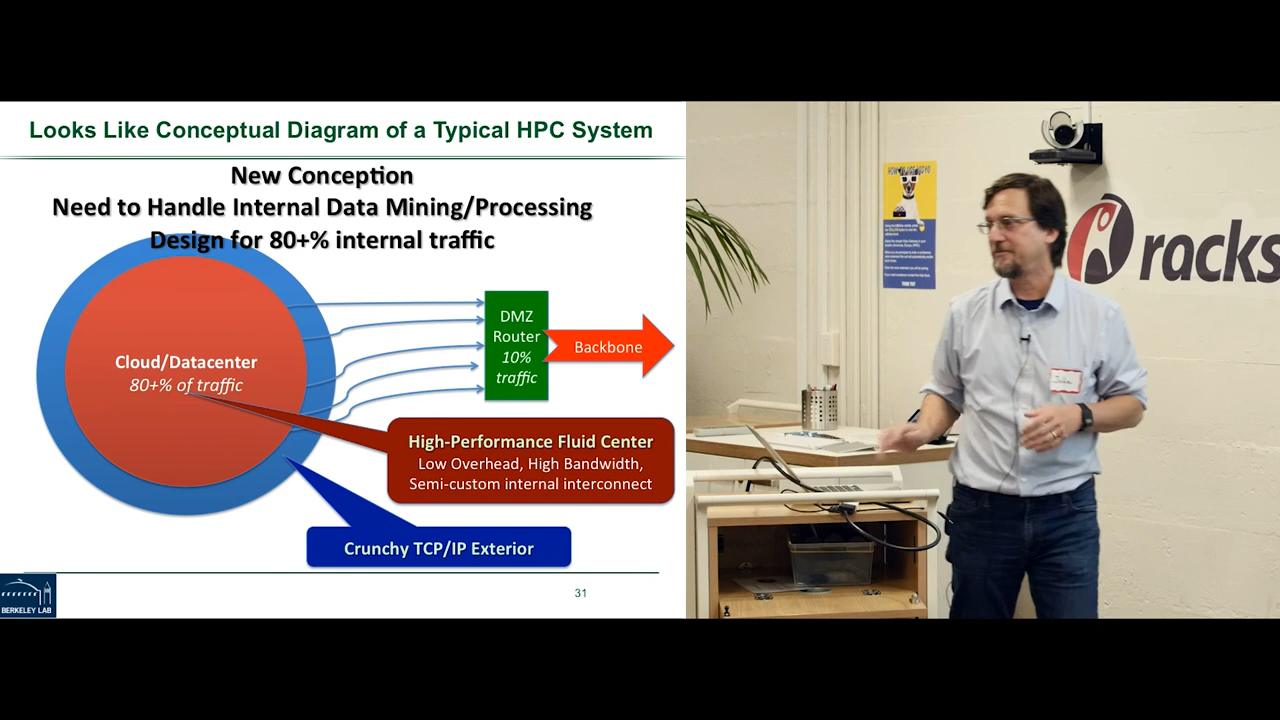 Looks Like Conceptual Diagram of a Typical HPC System
New Conception
Need to Handle Internal Data Mining/Processing
Design for 80+% internal traffic
Cloud/Datacenter
80+% of traffic
DMZ
Router
10%
traffic
Backbone
High-Performance Fluid Center
Low Overhead, High Bandwidth,
Semi-custom internal interconnect
Crunchy TCP/IP Exterior
31
BERKELEY LAB
racks